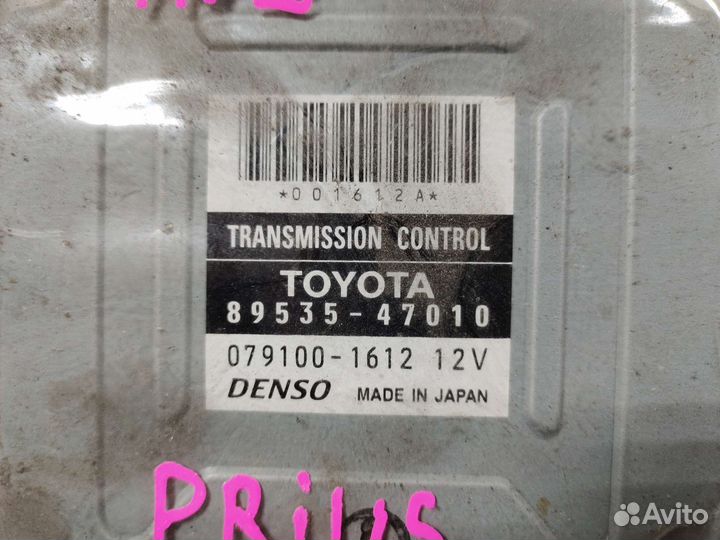 *001612A*
TRANSMISSION CONTROL
TOYOTA
89535-47010
079100-1612 12V
DENSO MADE IN JAPAN
PRiUS
Avito